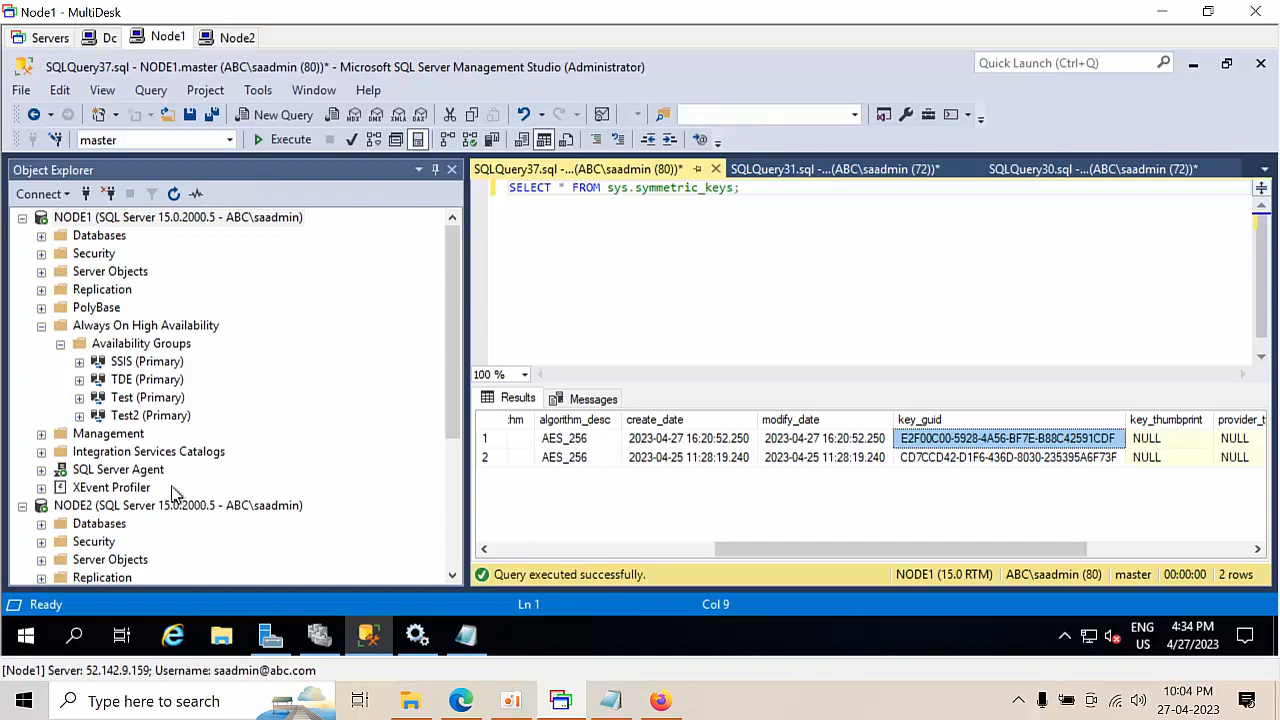 Node1 - MultiDesk
Servers Dc Node1 Node2
SQLQuery37.sql - NODE1.master (ABC\saadmin (80))* - Microsoft SQL Server Management Studio (Administrator)
Quick Launch (Ctrl+Q)
File Edit View Query Project Tools Window Help
New Query
master Execute
Object Explorer
SQLQuery37.sql -...(ABC\saadmin (80))* SQLQuery31.sql -...(ABC\saadmin (72))* SQLQuery30.sql -...(ABC\saadmin (72))*
Connect
SELECT * FROM sys.symmetric_keys;
NODE1 (SQL Server 15.0.2000.5 - ABC\saadmin)
Databases
Security
Server Objects
Replication
PolyBase
Always On High Availability
Availability Groups
SSIS (Primary)
TDE (Primary)
Test (Primary)
Test2 (Primary)
Management
Integration Services Catalogs
SQL Server Agent
XEvent Profiler
NODE2 (SQL Server 15.0.2000.5 - ABC\saadmin)
Databases
Security
Server Objects
Replication
100 %
Results Messages
:hm algorithm_desc create_date modify_date key_guid key_thumbprint provider_t
1 AES_256 2023-04-27 16:20:52.250 2023-04-27 16:20:52.250 E2F00C00-5928-4A56-BF7E-B88C42591CDF NULL NULL
2 AES_256 2023-04-25 11:28:19.240 2023-04-25 11:28:19.240 CD7CCD42-D1F6-436D-8030-235395A6F73F NULL NULL
Query executed successfully. NODE1 (15.0 RTM) ABC\saadmin (80) master 00:00:00 2 rows
Ready Ln 1 Col 9
ENG
US
4:34 PM
4/27/2023
[Node1] Server: 52.142.9.159; Username: saadmin@abc.com
Type here to search
10:04 PM
27-04-2023